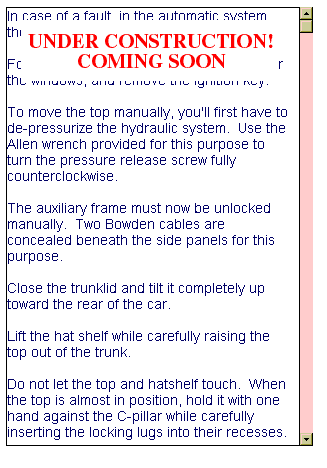 In case of a fault in the automatic system
the
UNDER CONSTRUCTION!
COMING SOON
Fo
the windows, and remove the ignition key.
To move the top manually, you'll first have to
de-pressurize the hydraulic system. Use the
Allen wrench provided for this purpose to
turn the pressure release screw fully
counterclockwise.
The auxiliary frame must now be unlocked
manually. Two Bowden cables are
concealed beneath the side panels for this
purpose.
Close the trunklid and tilt it completely up
toward the rear of the car.
Lift the hat shelf while carefully raising the
top out of the trunk.
Do not let the top and hatshelf touch. When
the top is almost in position, hold it with one
hand against the C-pillar while carefully
inserting the locking lugs into their recesses.